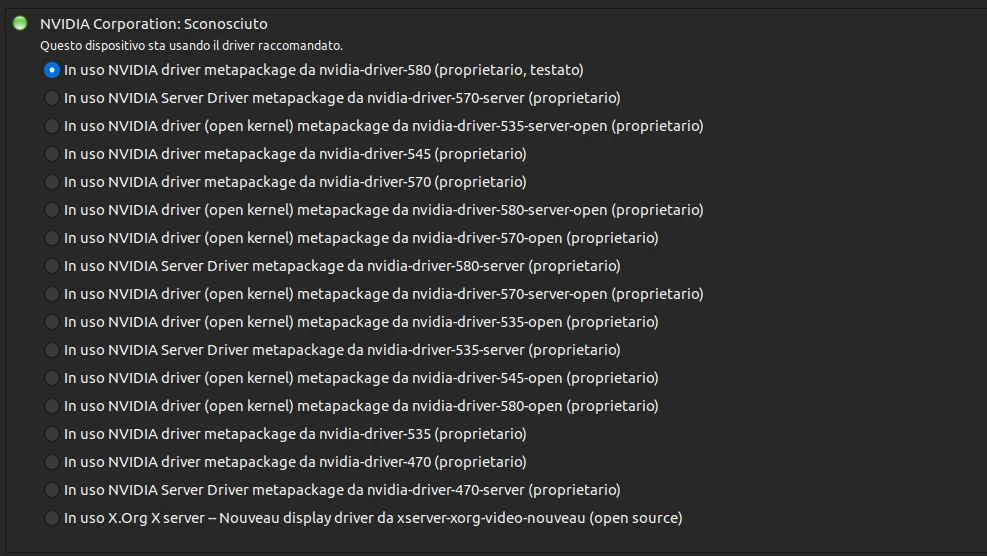 NVIDIA Corporation: Sconosciuto
Questo dispositivo sta usando il driver raccomandato.
In uso NVIDIA driver metapackage da nvidia-driver-580 (proprietario, testato)
In uso NVIDIA Server Driver metapackage da nvidia-driver-570-server (proprietario)
In uso NVIDIA driver (open kernel) metapackage da nvidia-driver-535-server-open (proprietario)
In uso NVIDIA driver metapackage da nvidia-driver-545 (proprietario)
In uso NVIDIA driver metapackage da nvidia-driver-570 (proprietario)
In uso NVIDIA driver (open kernel) metapackage da nvidia-driver-580-server-open (proprietario)
In uso NVIDIA driver (open kernel) metapackage da nvidia-driver-570-open (proprietario)
In uso NVIDIA Server Driver metapackage da nvidia-driver-580-server (proprietario)
In uso NVIDIA driver (open kernel) metapackage da nvidia-driver-570-server-open (proprietario)
In uso NVIDIA driver (open kernel) metapackage da nvidia-driver-535-open (proprietario)
In uso NVIDIA Server Driver metapackage da nvidia-driver-535-server (proprietario)
In uso NVIDIA driver (open kernel) metapackage da nvidia-driver-545-open (proprietario)
In uso NVIDIA driver (open kernel) metapackage da nvidia-driver-580-open (proprietario)
In uso NVIDIA driver metapackage da nvidia-driver-535 (proprietario)
In uso NVIDIA driver metapackage da nvidia-driver-470 (proprietario)
In uso NVIDIA Server Driver metapackage da nvidia-driver-470-server (proprietario)
In uso X.Org X server -- Nouveau display driver da xserver-xorg-video-nouveau (open source)